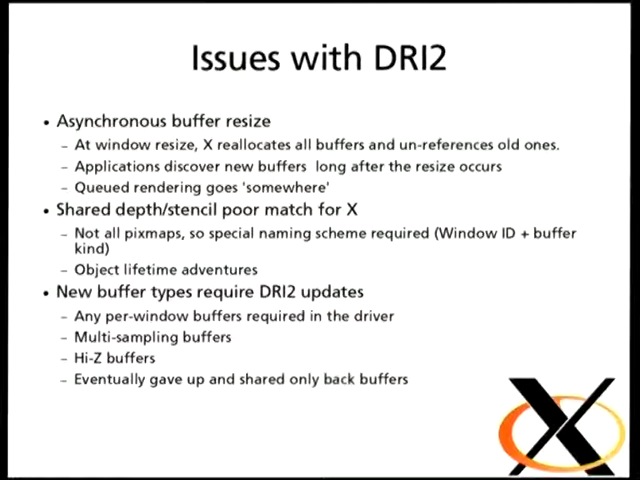 Issues with DRI2
• Asynchronous buffer resize
– At window resize, X reallocates all buffers and un-references old ones.
– Applications discover new buffers long after the resize occurs
– Queued rendering goes 'somewhere'
• Shared depth/stencil poor match for X
– Not all pixmaps, so special naming scheme required (Window ID + buffer
kind)
– Object lifetime adventures
• New buffer types require DRI2 updates
– Any per-window buffers required in the driver
– Multi-sampling buffers
– Hi-Z buffers
– Eventually gave up and shared only back buffers
X